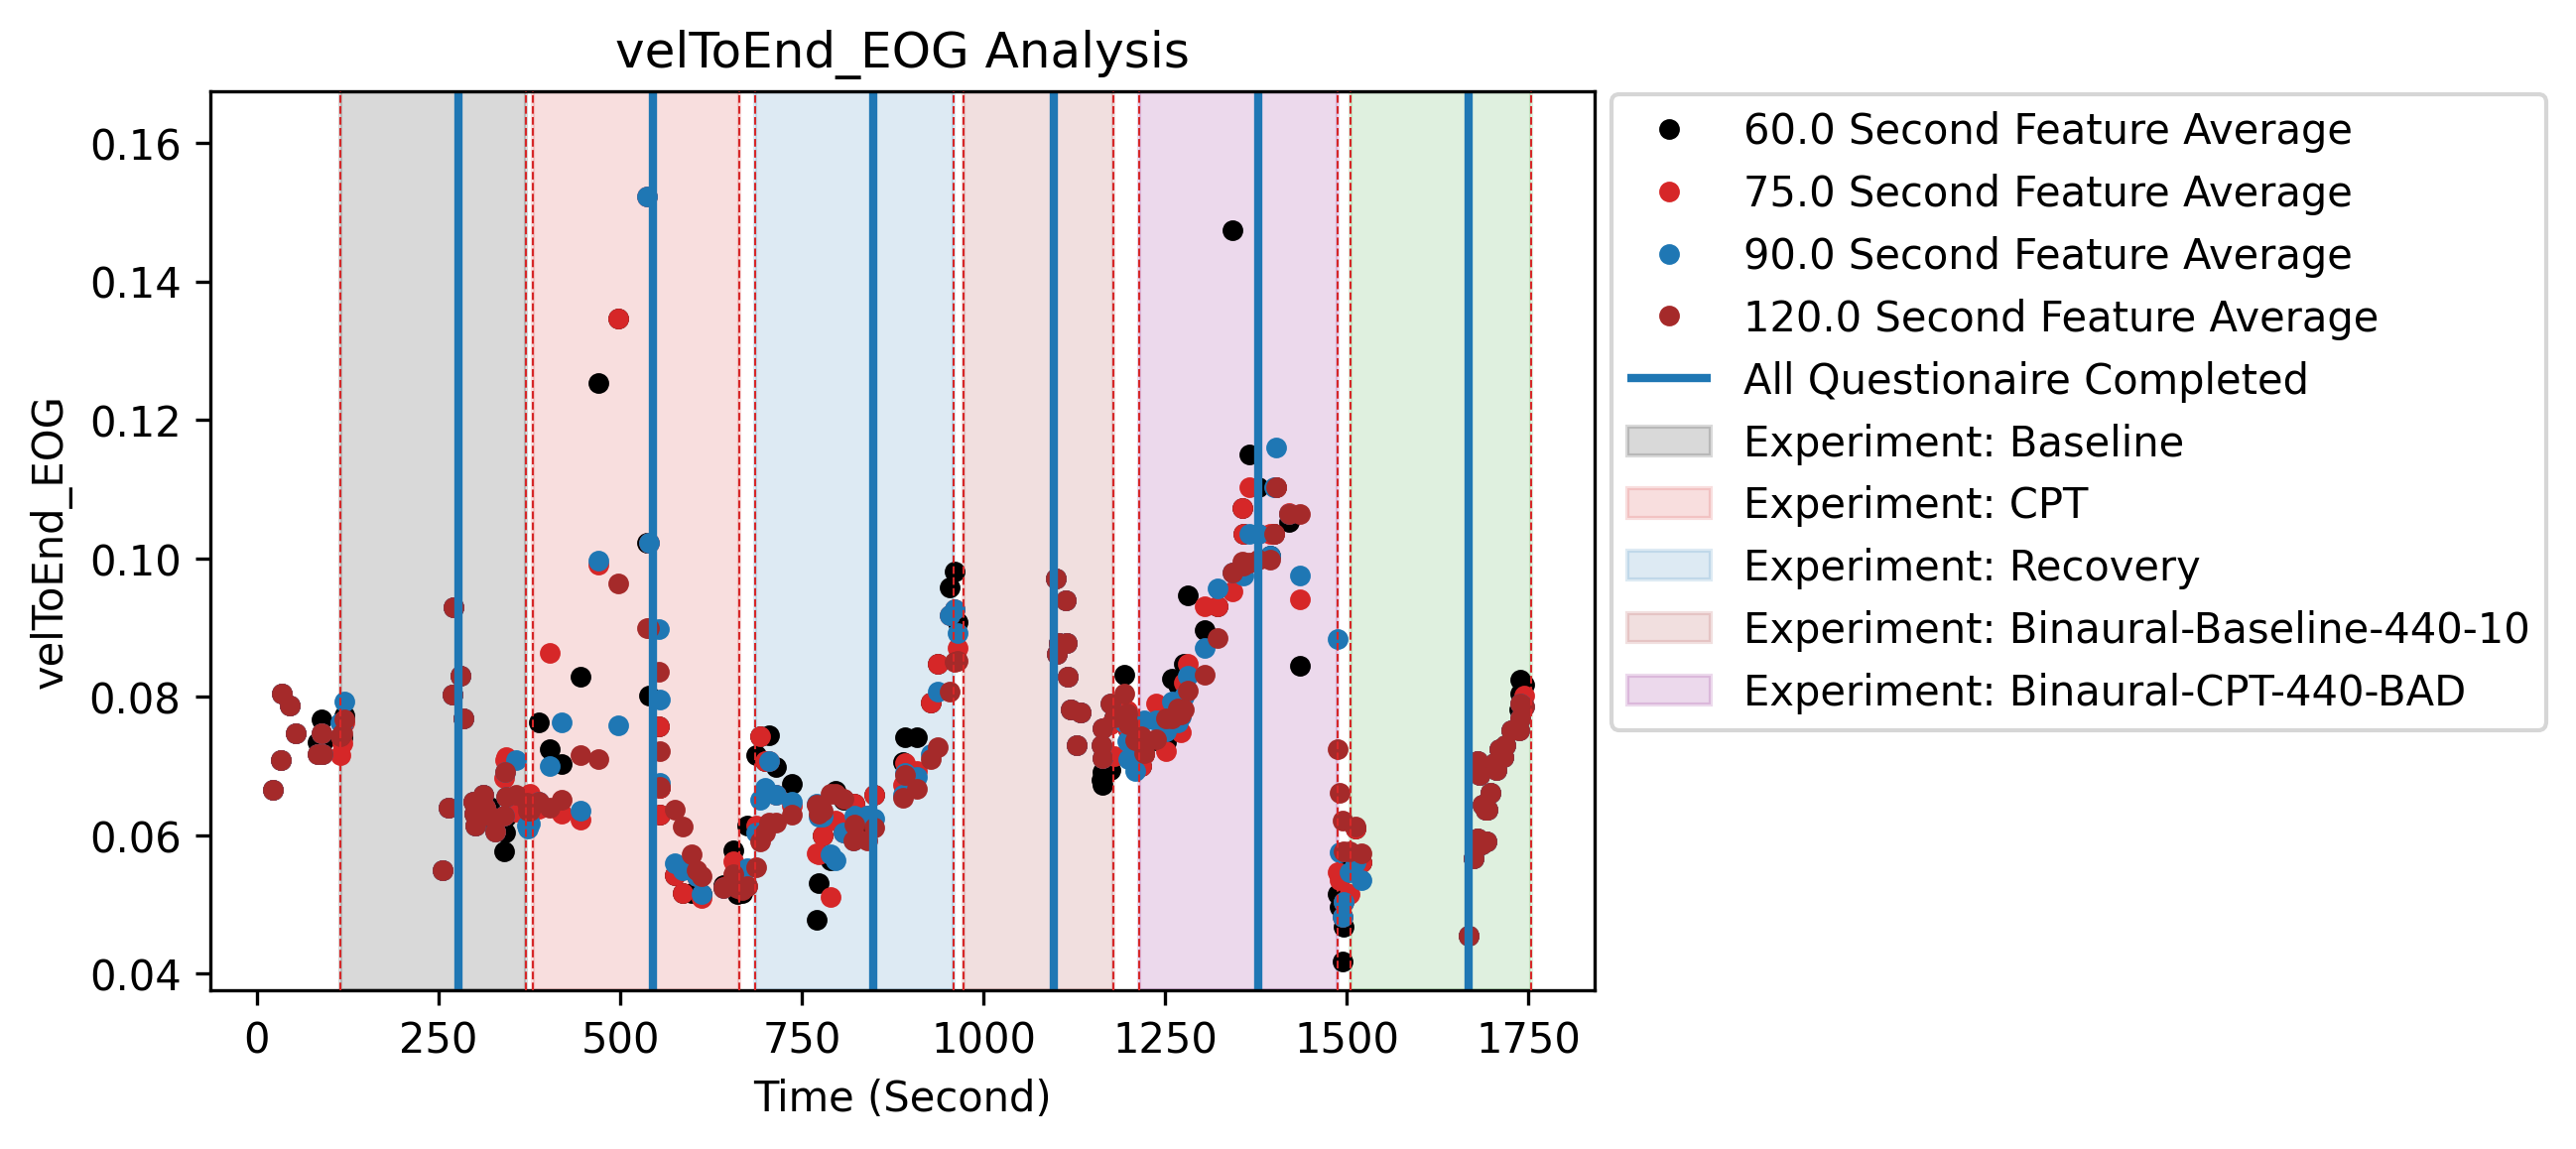 velToEnd_EOG Analysis
velToEnd_EOG
0.16
0.14
0.12
0.10
0.08
0.06
0.04
0
250
500
750
1000
1250
1500
1750
Time (Second)
60.0 Second Feature Average
75.0 Second Feature Average
90.0 Second Feature Average
120.0 Second Feature Average
All Questionaire Completed
Experiment: Baseline
Experiment: CPT
Experiment: Recovery
Experiment: Binaural-Baseline-440-10
Experiment: Binaural-CPT-440-BAD